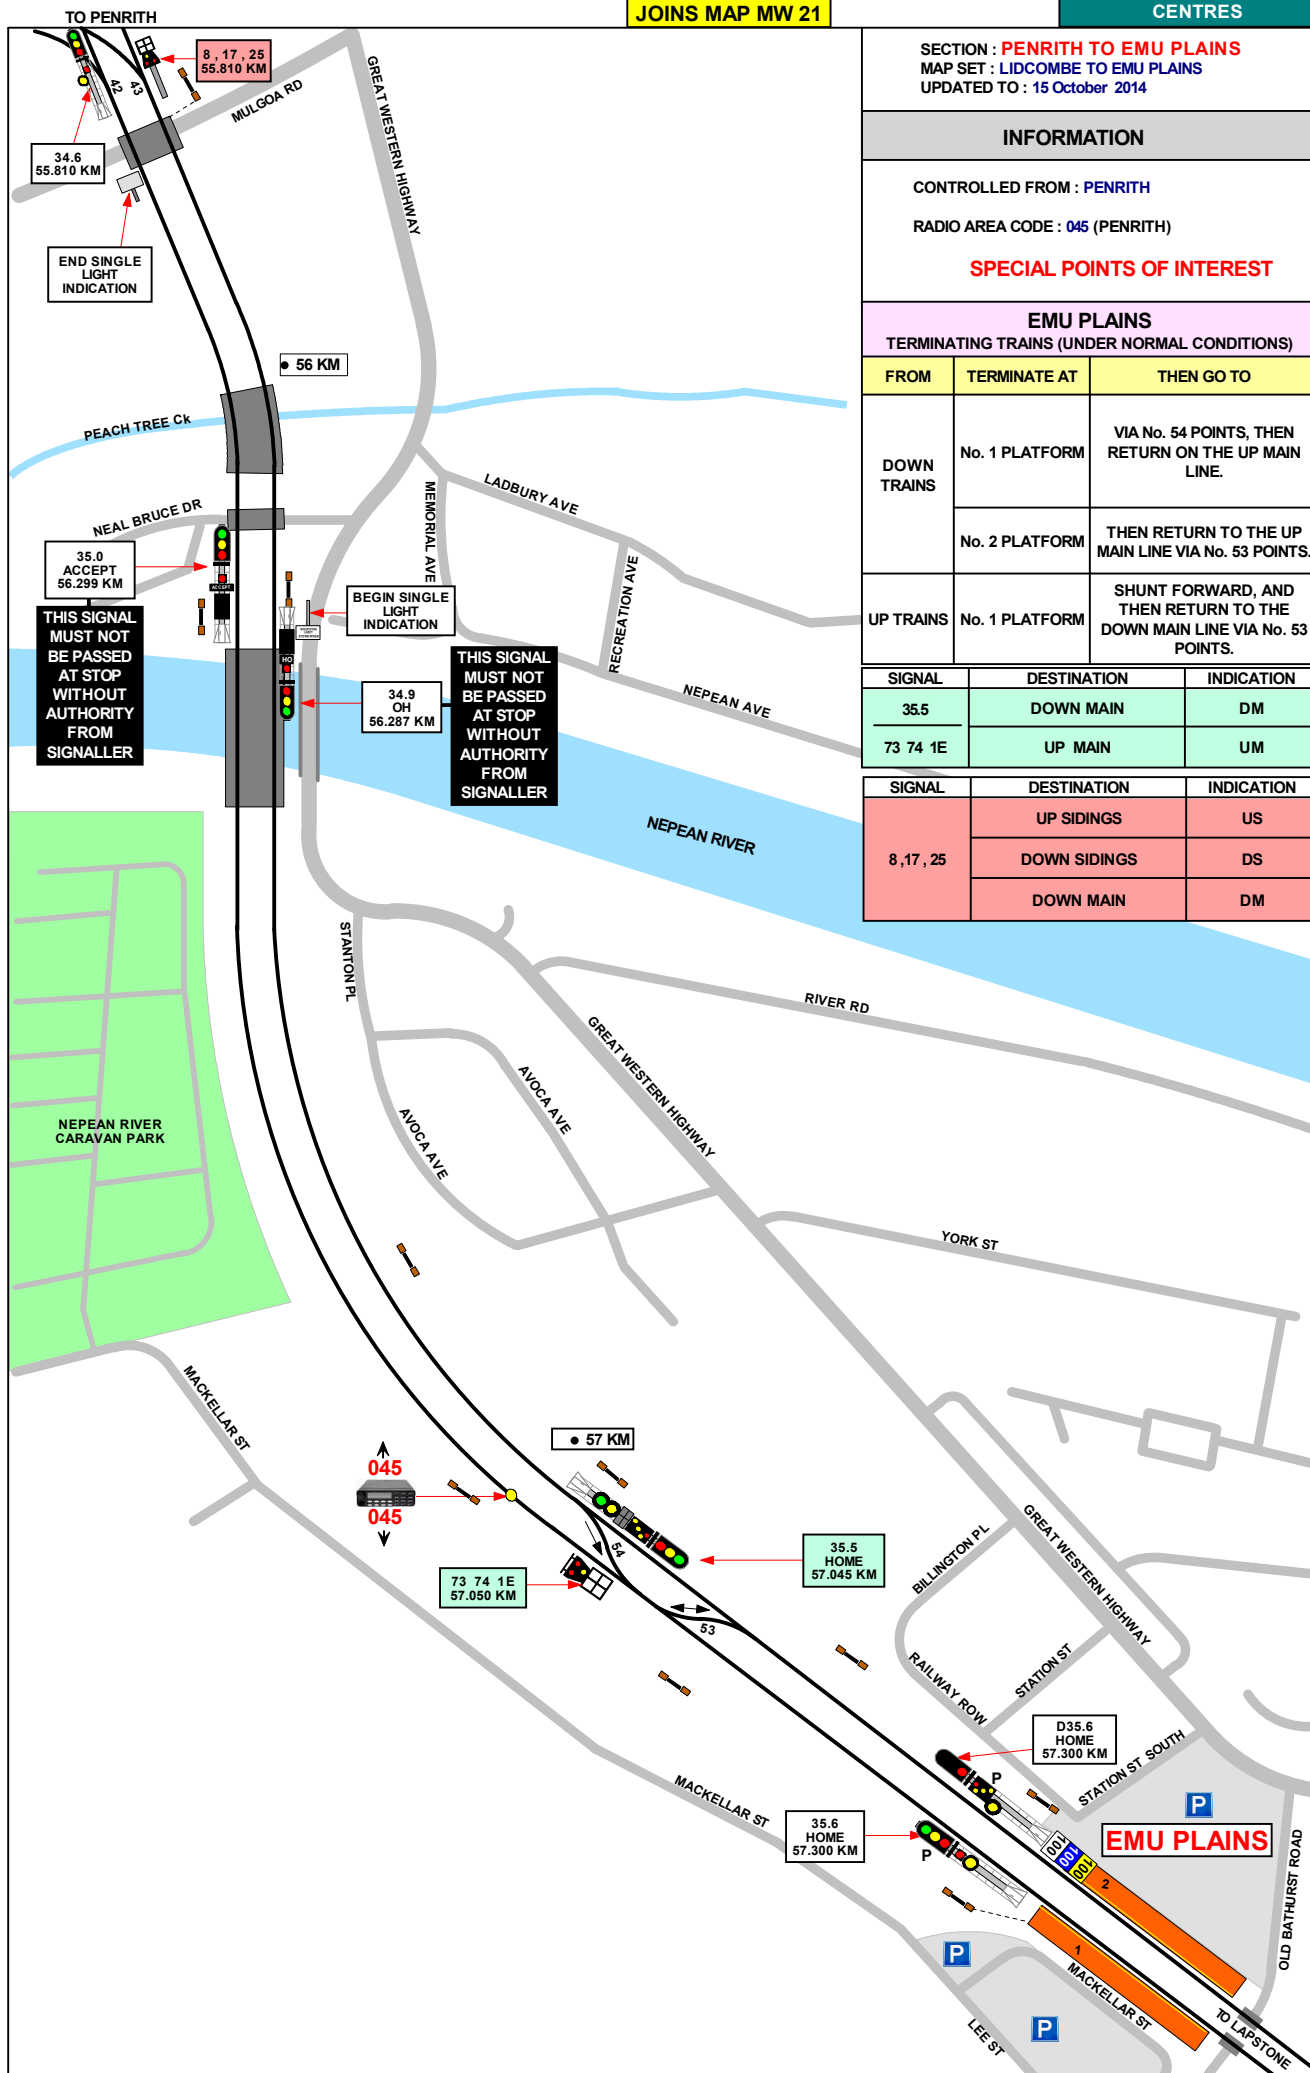 JOINS MAP MW 21
CENTRES
TO PENRITH
SECTION : PENRITH TO EMU PLAINS
MAP SET : LIDCOMBE TO EMU PLAINS
UPDATED TO : 15 October 2014
INFORMATION
CONTROLLED FROM : PENRITH
RADIO AREA CODE : 045 (PENRITH)
SPECIAL POINTS OF INTEREST
EMU PLAINS
TERMINATING TRAINS (UNDER NORMAL CONDITIONS)
FROM
TERMINATE AT
THEN GO TO
DOWN
TRAINS
No. 1 PLATFORM
VIA No. 54 POINTS, THEN
RETURN ON THE UP MAIN
LINE.
No. 2 PLATFORM
THEN RETURN TO THE UP
MAIN LINE VIA No. 53 POINTS.
UP TRAINS
No. 1 PLATFORM
SHUNT FORWARD, AND
THEN RETURN TO THE
DOWN MAIN LINE VIA No. 53
POINTS.
SIGNAL
DESTINATION
INDICATION
35.5
DOWN MAIN
DM
73 74 1E
UP MAIN
UM
SIGNAL
DESTINATION
INDICATION
8 ,17 , 25
UP SIDINGS
US
DOWN SIDINGS
DS
DOWN MAIN
DM
8 , 17 , 25
55.810 KM
42
43
MULGOA RD
GREAT WESTERN HIGHWAY
34.6
55.810 KM
END SINGLE
LIGHT
INDICATION
56 KM
PEACH TREE Ck
NEAL BRUCE DR
MEMORIAL AVE
LADBURY AVE
RECREATION AVE
NEPEAN AVE
35.0
ACCEPT
56.299 KM
ACCEPT
THIS SIGNAL
MUST NOT
BE PASSED
AT STOP
WITHOUT
AUTHORITY
FROM
SIGNALLER
BEGIN SINGLE
LIGHT
INDICATION
HO
34.9
OH
56.287 KM
THIS SIGNAL
MUST NOT
BE PASSED
AT STOP
WITHOUT
AUTHORITY
FROM
SIGNALLER
NEPEAN RIVER
STANTON PL
RIVER RD
GREAT WESTERN HIGHWAY
AVOCA AVE
AVOCA AVE
NEPEAN RIVER
CARAVAN PARK
YORK ST
MACKELLAR ST
57 KM
045
045
54
35.5
HOME
57.045 KM
73 74 1E
57.050 KM
53
BILLINGTON PL
GREAT WESTERN HIGHWAY
RAILWAY ROW
STATION ST
STATION ST SOUTH
D35.6
HOME
57.300 KM
P
MACKELLAR ST
35.6
HOME
57.300 KM
P
P
EMU PLAINS
100
100
100
2
1
OLD BATHURST ROAD
P
MACKELLAR ST
P
LEE ST
TO LAPSTONE